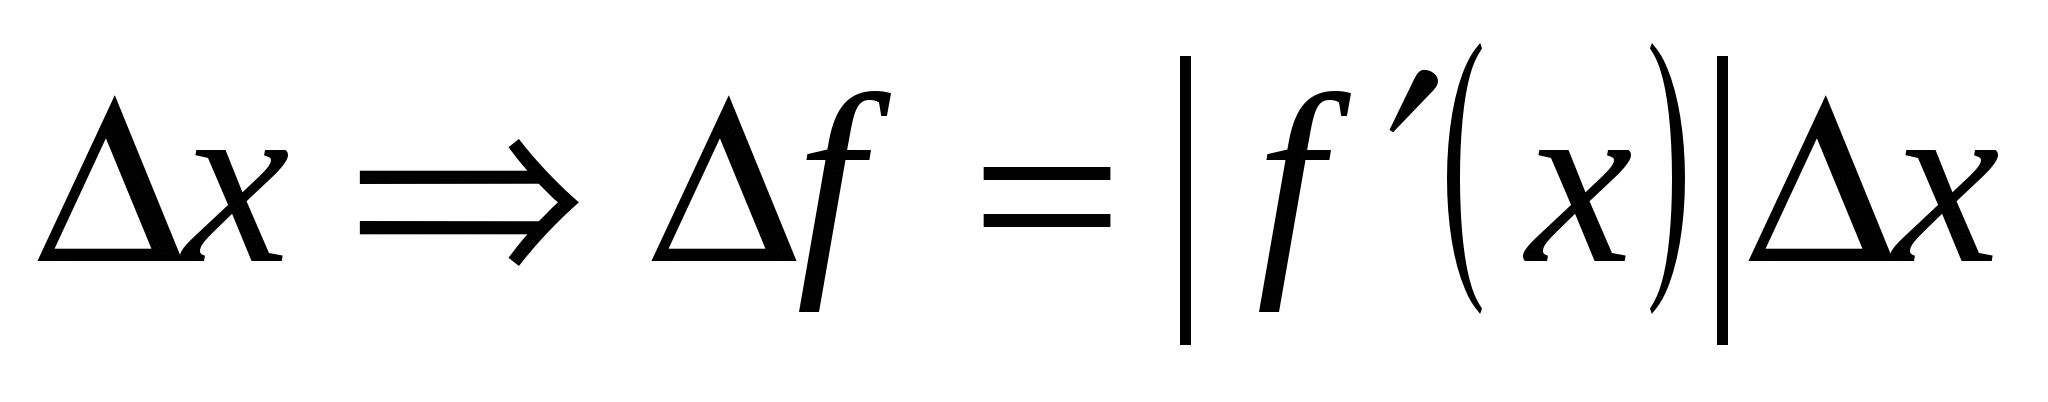 Δx ⇒ Δf = |f ′(x)|Δx